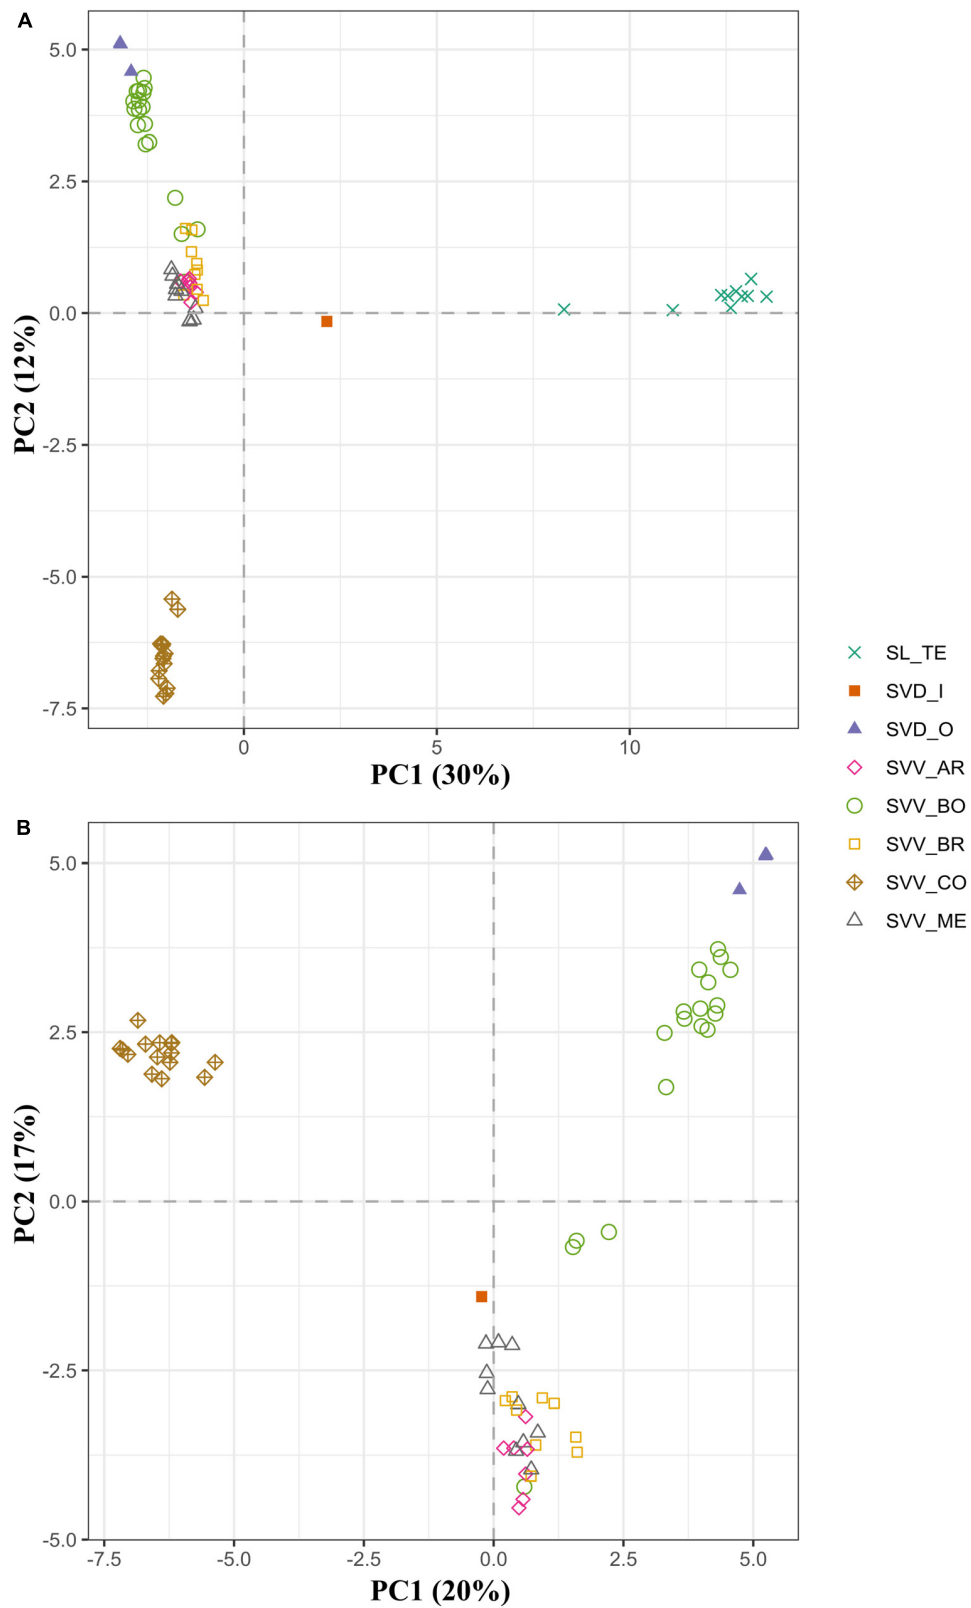 A
5.0
2.5
0.0
-2.5
-5.0
-7.5
PC2 (12%)
0
5
10
PC1 (30%)
SL_TE
SVD_I
SVD_O
SVV_AR
SVV_BO
SVV_BR
SVV_CO
SVV_ME
B
5.0
2.5
0.0
-2.5
-5.0
PC2 (17%)
-7.5
-5.0
-2.5
0.0
2.5
5.0
PC1 (20%)